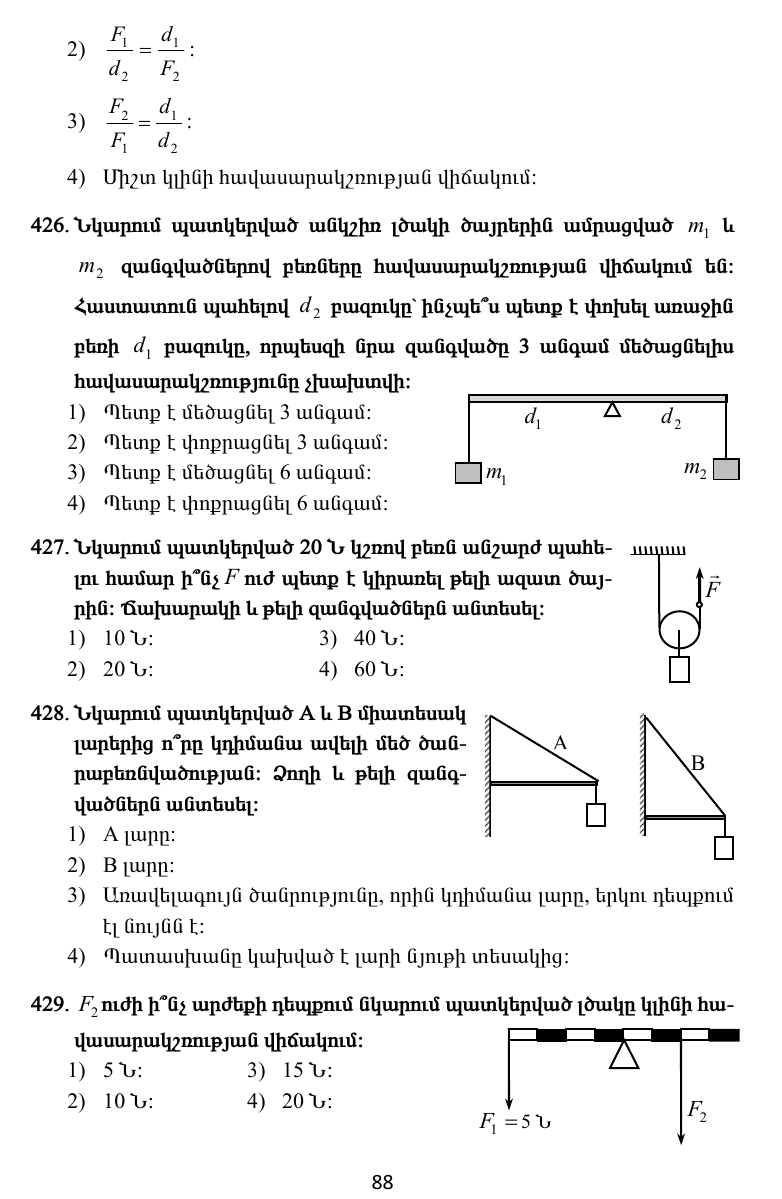 2) F₁/d₂ = d₁/F₂ :
3) F₂/F₁ = d₁/d₂ :
4) Միշտ կլինի հավասարակշռության վիճակում:
426. Նկարում պատկերված անկշիռ լծակի ծայրերին ամրացված m₁ և
m₂ զանգվածներով բեռները հավասարակշռության վիճակում են:
Հաստատուն պահելով d₂ բազուկը՝ ինչպե՞ս պետք է փոխել առաջին
բեռի d₁ բազուկը, որպեսզի նրա զանգվածը 3 անգամ մեծացնելիս
հավասարակշռությունը չխախտվի:
1) Պետք է մեծացնել 3 անգամ:
2) Պետք է փոքրացնել 3 անգամ:
3) Պետք է մեծացնել 6 անգամ:
4) Պետք է փոքրացնել 6 անգամ:
d₁ d₂
m₁ m₂
427. Նկարում պատկերված 20 Ն կշռով բեռն անշարժ պահե-
լու համար ի՞նչ F ուժ պետք է կիրառել թելի ազատ ծայ-
րին: Ճախարակի և թելի զանգվածներն անտեսել:
1) 10 Ն: 3) 40 Ն:
2) 20 Ն: 4) 60 Ն:
F⃗
428. Նկարում պատկերված A և B միատեսակ
լարերից ո՞րը կդիմանա ավելի մեծ ծան-
րաբեռնվածության: Ձողի և թելի զանգ-
վածներն անտեսել:
1) A լարը:
2) B լարը:
3) Առավելագույն ծանրությունը, որին կդիմանա լարը, երկու դեպքում
էլ նույնն է:
4) Պատասխանը կախված է լարի նյութի տեսակից:
A
B
429. F₂ ուժի ի՞նչ արժեքի դեպքում նկարում պատկերված լծակը կլինի հա-
վասարակշռության վիճակում:
1) 5 Ն: 3) 15 Ն:
2) 10 Ն: 4) 20 Ն:
F₁ = 5 Ն
F₂
88